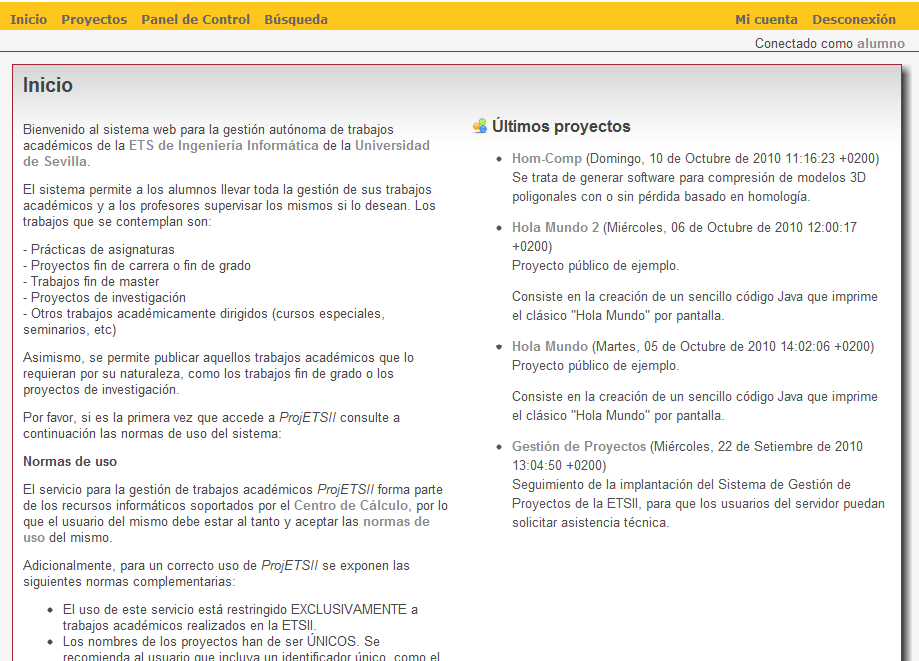 Inicio Proyectos Panel de Control Búsqueda
Mi cuenta Desconexión
Conectado como alumno
Inicio
Bienvenido al sistema web para la gestión autónoma de trabajos
académicos de la ETS de Ingeniería Informática de la Universidad
de Sevilla.
El sistema permite a los alumnos llevar toda la gestión de sus trabajos
académicos y a los profesores supervisar los mismos si lo desean. Los
trabajos que se contemplan son:
- Prácticas de asignaturas
- Proyectos fin de carrera o fin de grado
- Trabajos fin de master
- Proyectos de investigación
- Otros trabajos académicamente dirigidos (cursos especiales,
seminarios, etc)
Asimismo, se permite publicar aquellos trabajos académicos que lo
requieran por su naturaleza, como los trabajos fin de grado o los
proyectos de investigación.
Por favor, si es la primera vez que accede a ProjETSII consulte a
continuación las normas de uso del sistema:
Normas de uso
El servicio para la gestión de trabajos académicos ProjETSII forma parte
de los recursos informáticos soportados por el Centro de Cálculo, por lo
que el usuario del mismo debe estar al tanto y aceptar las normas de
uso del mismo.
Adicionalmente, para un correcto uso de ProjETSII se exponen las
siguientes normas complementarias:
• El uso de este servicio está restringido EXCLUSIVAMENTE a
trabajos académicos realizados en la ETSII.
• Los nombres de los proyectos han de ser ÚNICOS. Se
recomienda al usuario que incluya un identificador único, como el
Últimos proyectos
• Hom-Comp (Domingo, 10 de Octubre de 2010 11:16:23 +0200)
Se trata de generar software para compresión de modelos 3D
poligonales con o sin pérdida basado en homología.
• Hola Mundo 2 (Miércoles, 06 de Octubre de 2010 12:00:17
+0200)
Proyecto público de ejemplo.
Consiste en la creación de un sencillo código Java que imprime
el clásico "Hola Mundo" por pantalla.
• Hola Mundo (Martes, 05 de Octubre de 2010 14:02:06 +0200)
Proyecto público de ejemplo.
Consiste en la creación de un sencillo código Java que imprime
el clásico "Hola Mundo" por pantalla.
• Gestión de Proyectos (Miércoles, 22 de Setiembre de 2010
13:04:50 +0200)
Seguimiento de la implantación del Sistema de Gestión de
Proyectos de la ETSII, para que los usuarios del servidor puedan
solicitar asistencia técnica.